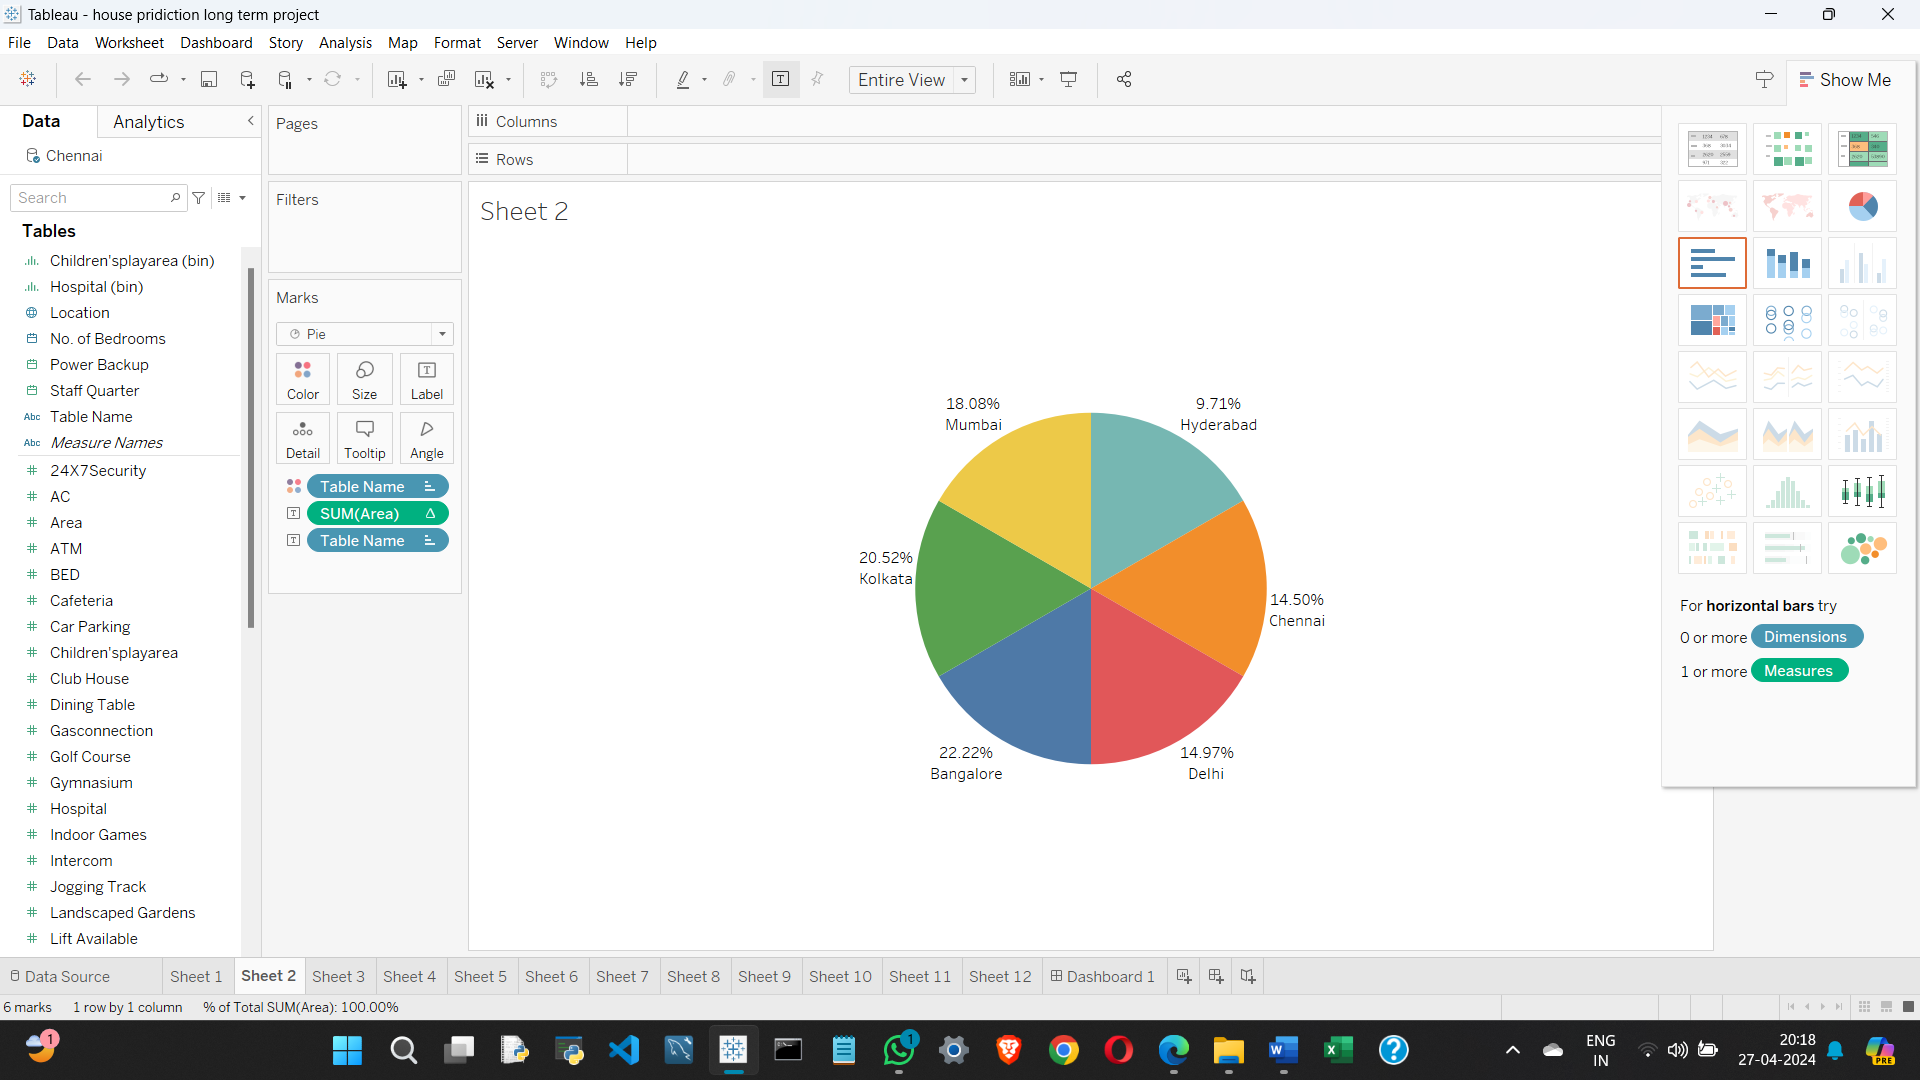 Tableau - house pridiction long term project
File Data Worksheet Dashboard Story Analysis Map Format Server Window Help
Entire View
Show Me
Data
Analytics
Chennai
Search
Tables
Children'splayarea (bin)
Hospital (bin)
Location
No. of Bedrooms
Power Backup
Staff Quarter
Abc Table Name
Abc Measure Names
24X7Security
AC
Area
ATM
BED
Cafeteria
Car Parking
Children'splayarea
Club House
Dining Table
Gasconnection
Golf Course
Gymnasium
Hospital
Indoor Games
Intercom
Jogging Track
Landscaped Gardens
Lift Available
Pages
Filters
Marks
Pie
Color Size Label
Detail Tooltip Angle
Table Name
SUM(Area)
Table Name
Columns
Rows
Sheet 2
18.08%
Mumbai
9.71%
Hyderabad
20.52%
Kolkata
14.50%
Chennai
22.22%
Bangalore
14.97%
Delhi
For horizontal bars try
0 or more Dimensions
1 or more Measures
Data Source Sheet 1 Sheet 2 Sheet 3 Sheet 4 Sheet 5 Sheet 6 Sheet 7 Sheet 8 Sheet 9 Sheet 10 Sheet 11 Sheet 12 Dashboard 1
6 marks 1 row by 1 column % of Total SUM(Area): 100.00%
1
1
ENG
IN
20:18
27-04-2024
PRE